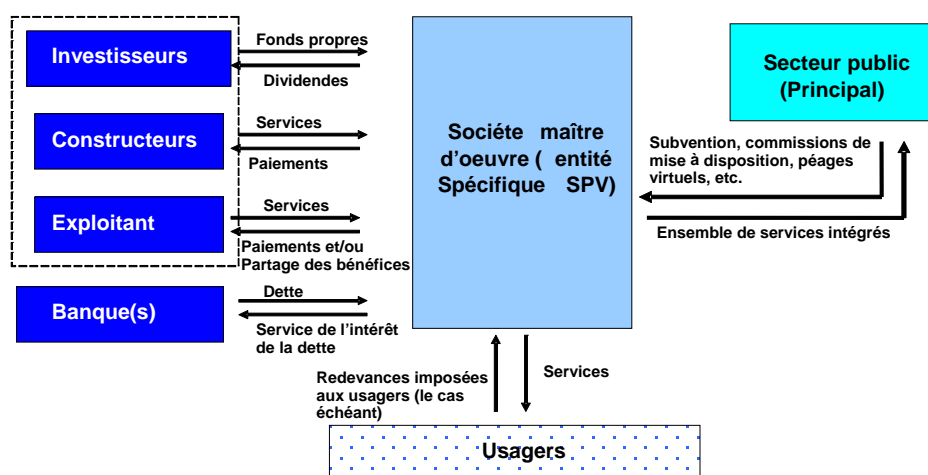 Investisseurs
Fonds propres
Dividendes
Constructeurs
Services
Paiements
Exploitant
Services
Paiements et/ou
Partage des bénéfices
Banque(s)
Dette
Service de l'intérêt
de la dette
Sociéte maître
d'oeuvre ( entité
Spécifique SPV)
Secteur public
(Principal)
Subvention, commissions de
mise à disposition, péages
virtuels, etc.
Ensemble de services intégrés
Redevances imposées
aux usagers (le cas
échéant)
Services
Usagers